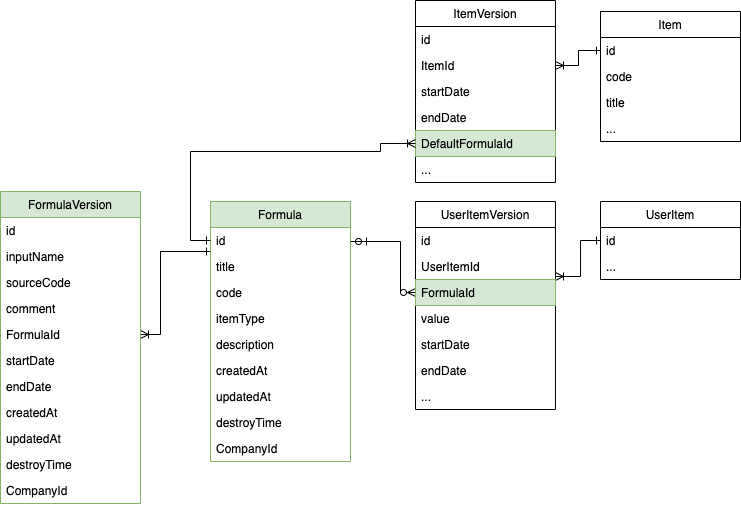 ItemVersion
id
ItemId
startDate
endDate
DefaultFormulaId
...
Item
id
code
title
...
FormulaVersion
id
inputName
sourceCode
comment
FormulaId
startDate
endDate
createdAt
updatedAt
destroyTime
CompanyId
Formula
id
title
code
itemType
description
createdAt
updatedAt
destroyTime
CompanyId
UserItemVersion
id
UserItemId
FormulaId
value
startDate
endDate
...
UserItem
id
...